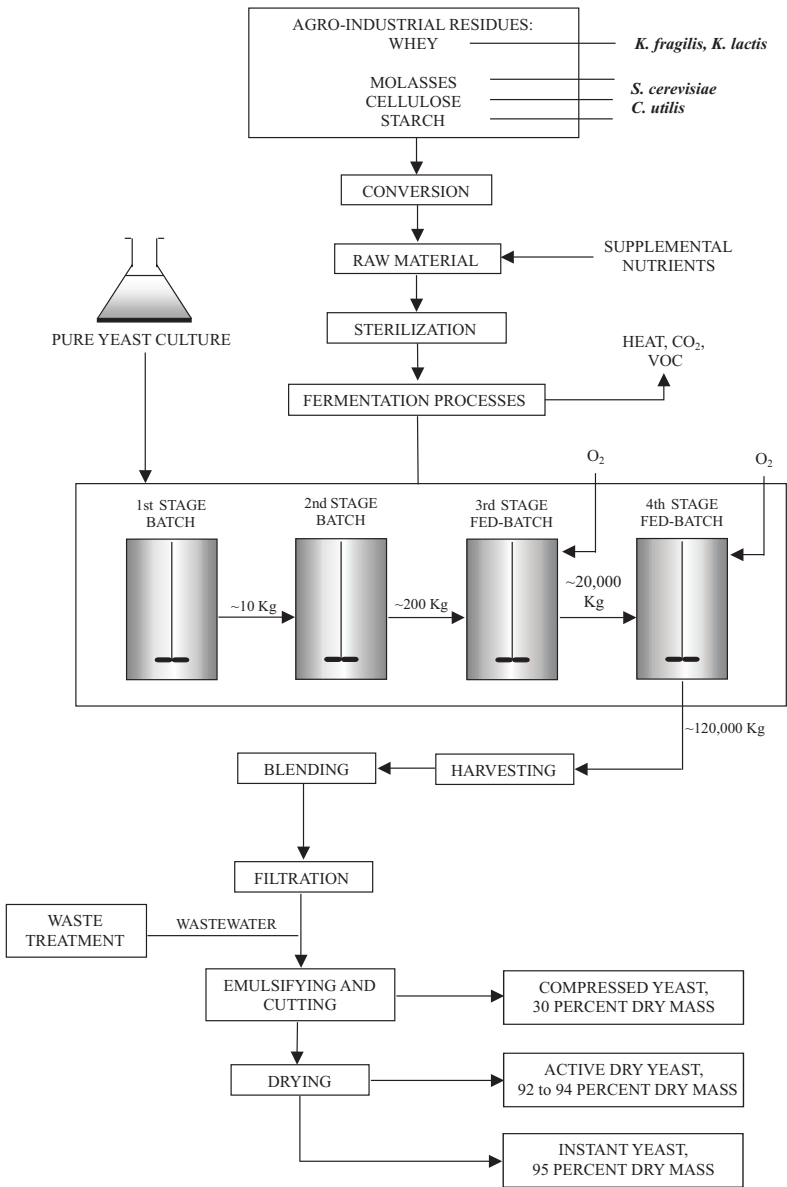 AGRO-INDUSTRIAL RESIDUES:
WHEY
K. fragilis, K. lactis
MOLASSES
CELLULOSE
STARCH
S. cerevisiae
C. utilis
CONVERSION
RAW MATERIAL
SUPPLEMENTAL
NUTRIENTS
STERILIZATION
PURE YEAST CULTURE
HEAT, CO₂,
VOC
FERMENTATION PROCESSES
O₂
O₂
1st STAGE
BATCH
2nd STAGE
BATCH
3rd STAGE
FED-BATCH
4th STAGE
FED-BATCH
~10 Kg
~200 Kg
~20,000
Kg
~120,000 Kg
BLENDING
HARVESTING
FILTRATION
WASTE
TREATMENT
WASTEWATER
EMULSIFYING AND
CUTTING
COMPRESSED YEAST,
30 PERCENT DRY MASS
DRYING
ACTIVE DRY YEAST,
92 to 94 PERCENT DRY MASS
INSTANT YEAST,
95 PERCENT DRY MASS